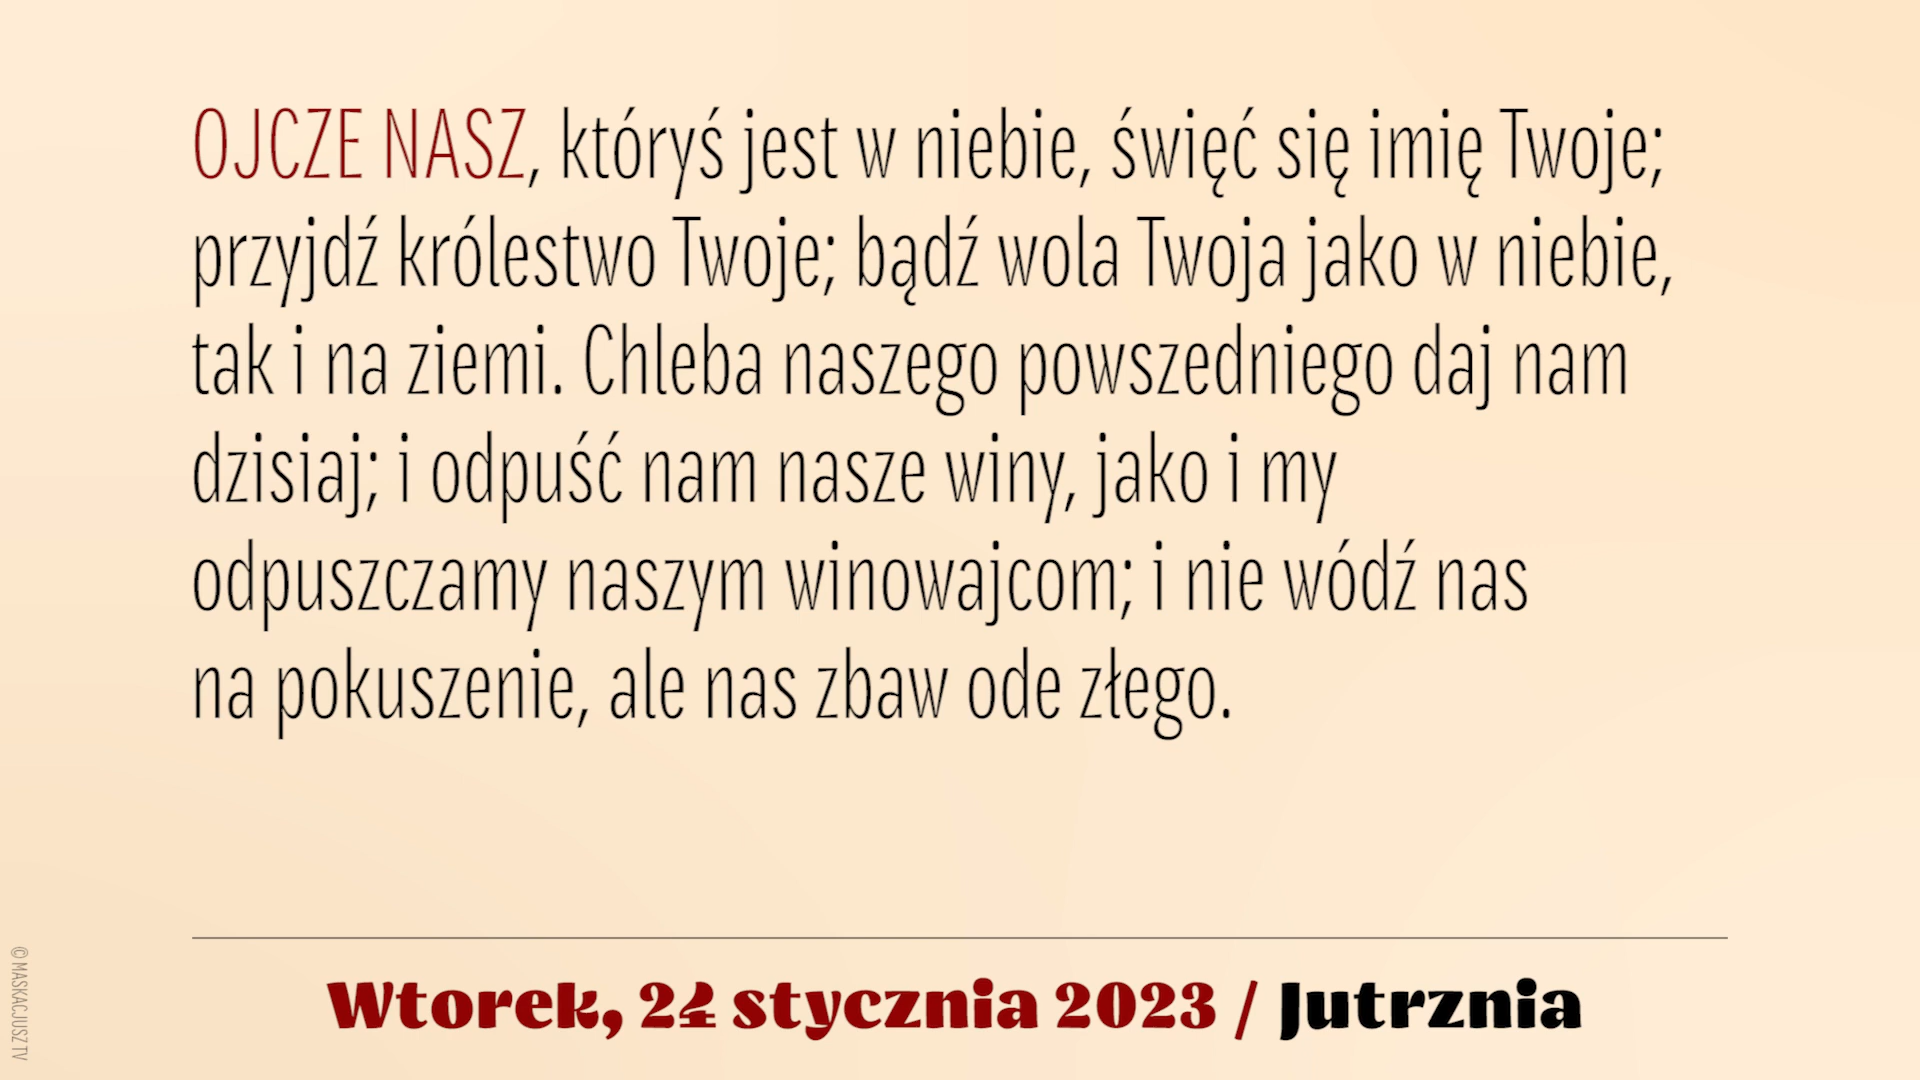 OJCZE NASZ, któryś jest w niebie, święć się imię Twoje;
przyjdź królestwo Twoje; bądź wola Twoja jako w niebie,
tak i na ziemi. Chleba naszego powszedniego daj nam
dzisiaj; i odpuść nam nasze winy, jako i my
odpuszczamy naszym winowajcom; i nie wódź nas
na pokuszenie, ale nas zbaw ode złego.
Wtorek, 24 stycznia 2023 / Jutrznia
© MASKACJUSZ TV